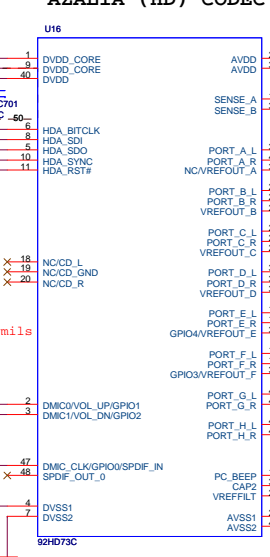 AZALIA (HD) CODEC
U16
1 DVDD_CORE AVDD
9 DVDD_CORE AVDD
40 DVDD
SENSE_A
SENSE_B
C701
50
6 HDA_BITCLK
8 HDA_SDI
5 HDA_SDO PORT_A_L
10 HDA_SYNC PORT_A_R
11 HDA_RST# NC/VREFOUT_A
PORT_B_L
PORT_B_R
VREFOUT_B
PORT_C_L
PORT_C_R
VREFOUT_C
18 NC/CD_L
19 NC/CD_GND PORT_D_L
20 NC/CD_R PORT_D_R
VREFOUT_D
PORT_E_L
PORT_E_R
mils GPIO4/VREFOUT_E
PORT_F_L
PORT_F_R
GPIO3/VREFOUT_F
PORT_G_L
2 DMIC0/VOL_UP/GPIO1 PORT_G_R
3 DMIC1/VOL_DN/GPIO2
PORT_H_L
PORT_H_R
47 DMIC_CLK/GPIO0/SPDIF_IN
48 SPDIF_OUT_0 PC_BEEP
CAP2
VREFFILT
4 DVSS1
7 DVSS2 AVSS1
AVSS2
92HD73C